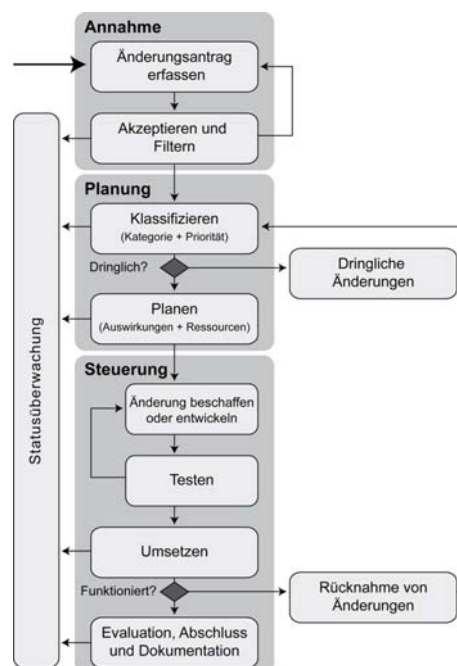 Annahme
Änderungsantrag
erfassen
Akzeptieren und
Filtern
Planung
Klassifizieren
(Kategorie + Priorität)
Dringlich?
Dringliche
Änderungen
Planen
(Auswirkungen + Ressourcen)
Statusüberwachung
Steuerung
Änderung beschaffen
oder entwickeln
Testen
Umsetzen
Funktioniert?
Rücknahme von
Änderungen
Evaluation, Abschluss
und Dokumentation